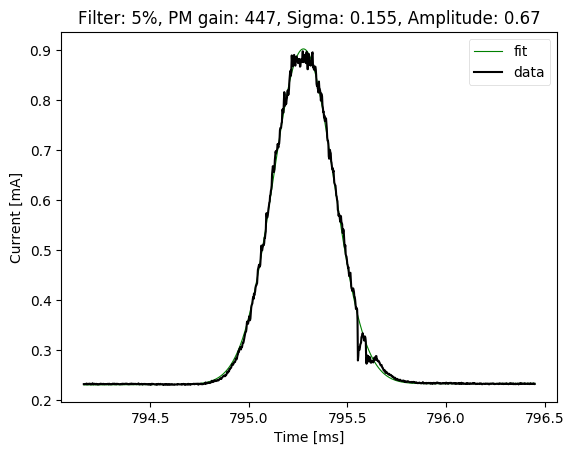 Filter: 5%, PM gain: 447, Sigma: 0.155, Amplitude: 0.67
fit
data
0.9
0.8
0.7
0.6
0.5
0.4
0.3
0.2
Current [mA]
794.5 795.0 795.5 796.0 796.5
Time [ms]